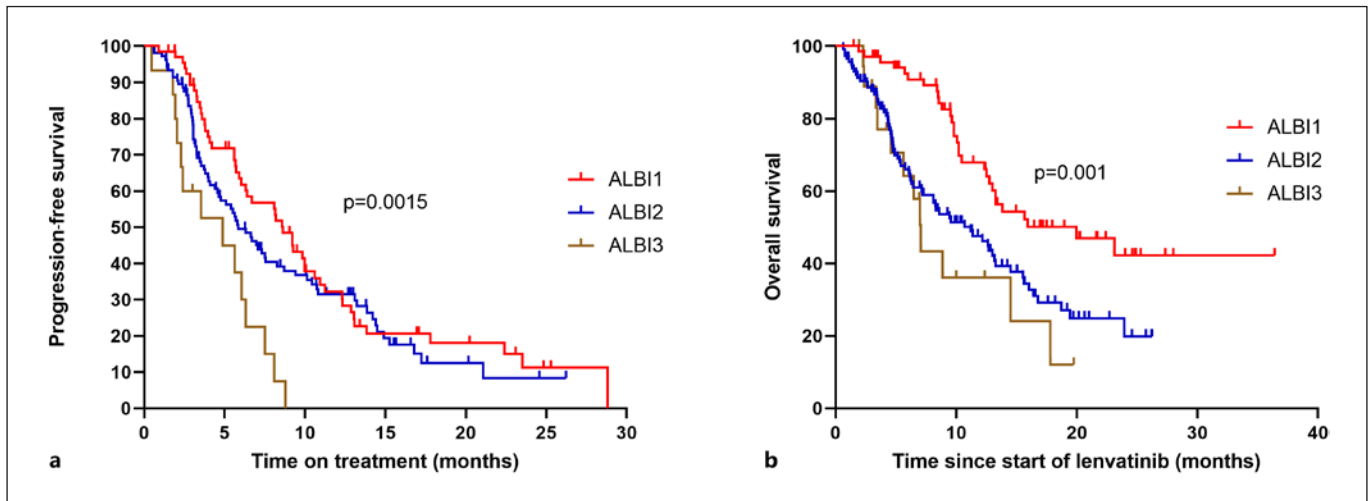 Progression-free survival
100
90
80
70
60
50
40
30
20
10
0
0 5 10 15 20 25 30
Time on treatment (months)
p=0.0015
ALBI1
ALBI2
ALBI3
a
Overall survival
100
80
60
40
20
0
0 10 20 30 40
Time since start of lenvatinib (months)
p=0.001
ALBI1
ALBI2
ALBI3
b